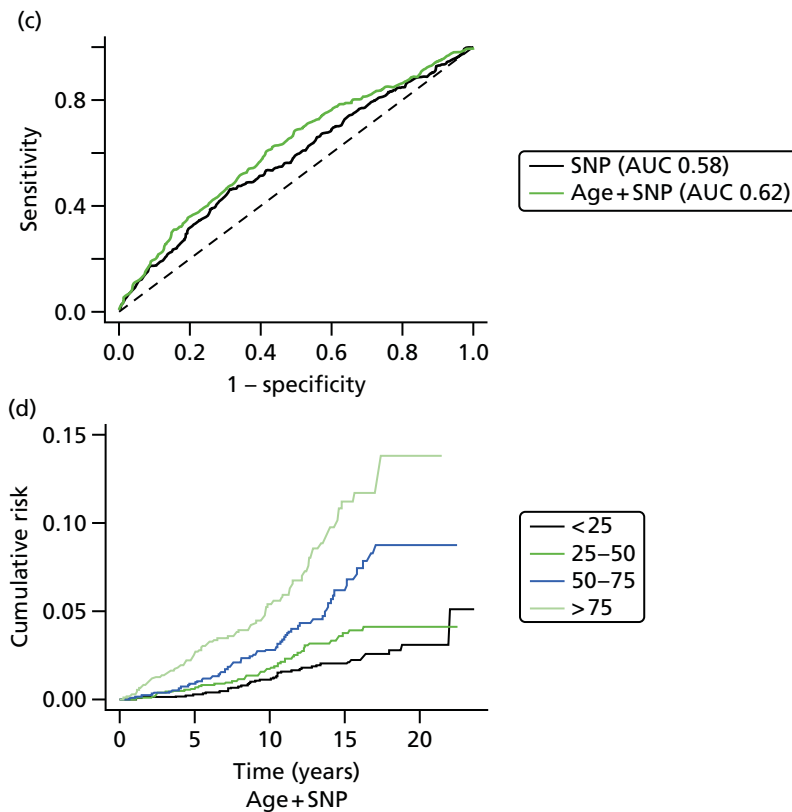 (c)
0.8
0.4
0.0
Sensitivity
0.0 0.2 0.4 0.6 0.8 1.0
1 – specificity
SNP (AUC 0.58)
Age+SNP (AUC 0.62)
(d)
0.15
0.10
0.05
0.00
Cumulative risk
0 5 10 15 20
Time (years)
Age+SNP
<25
25–50
50–75
>75